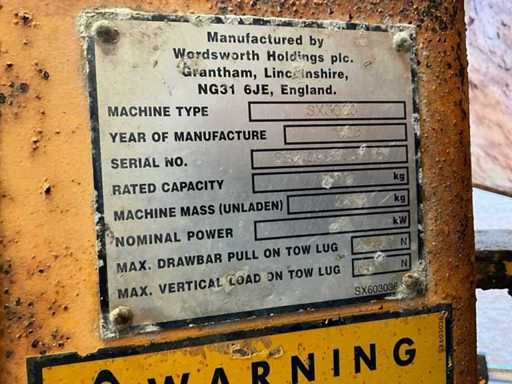 Manufactured by
Wordsworth Holdings plc.
Grantham, Lincolnshire,
NG31 6JE, England.
MACHINE TYPE SX3000
YEAR OF MANUFACTURE
SERIAL NO.
RATED CAPACITY kg
MACHINE MASS (UNLADEN) kg
NOMINAL POWER kW
MAX. DRAWBAR PULL ON TOW LUG N
MAX. VERTICAL LOAD ON TOW LUG N
SX603036
WARNING